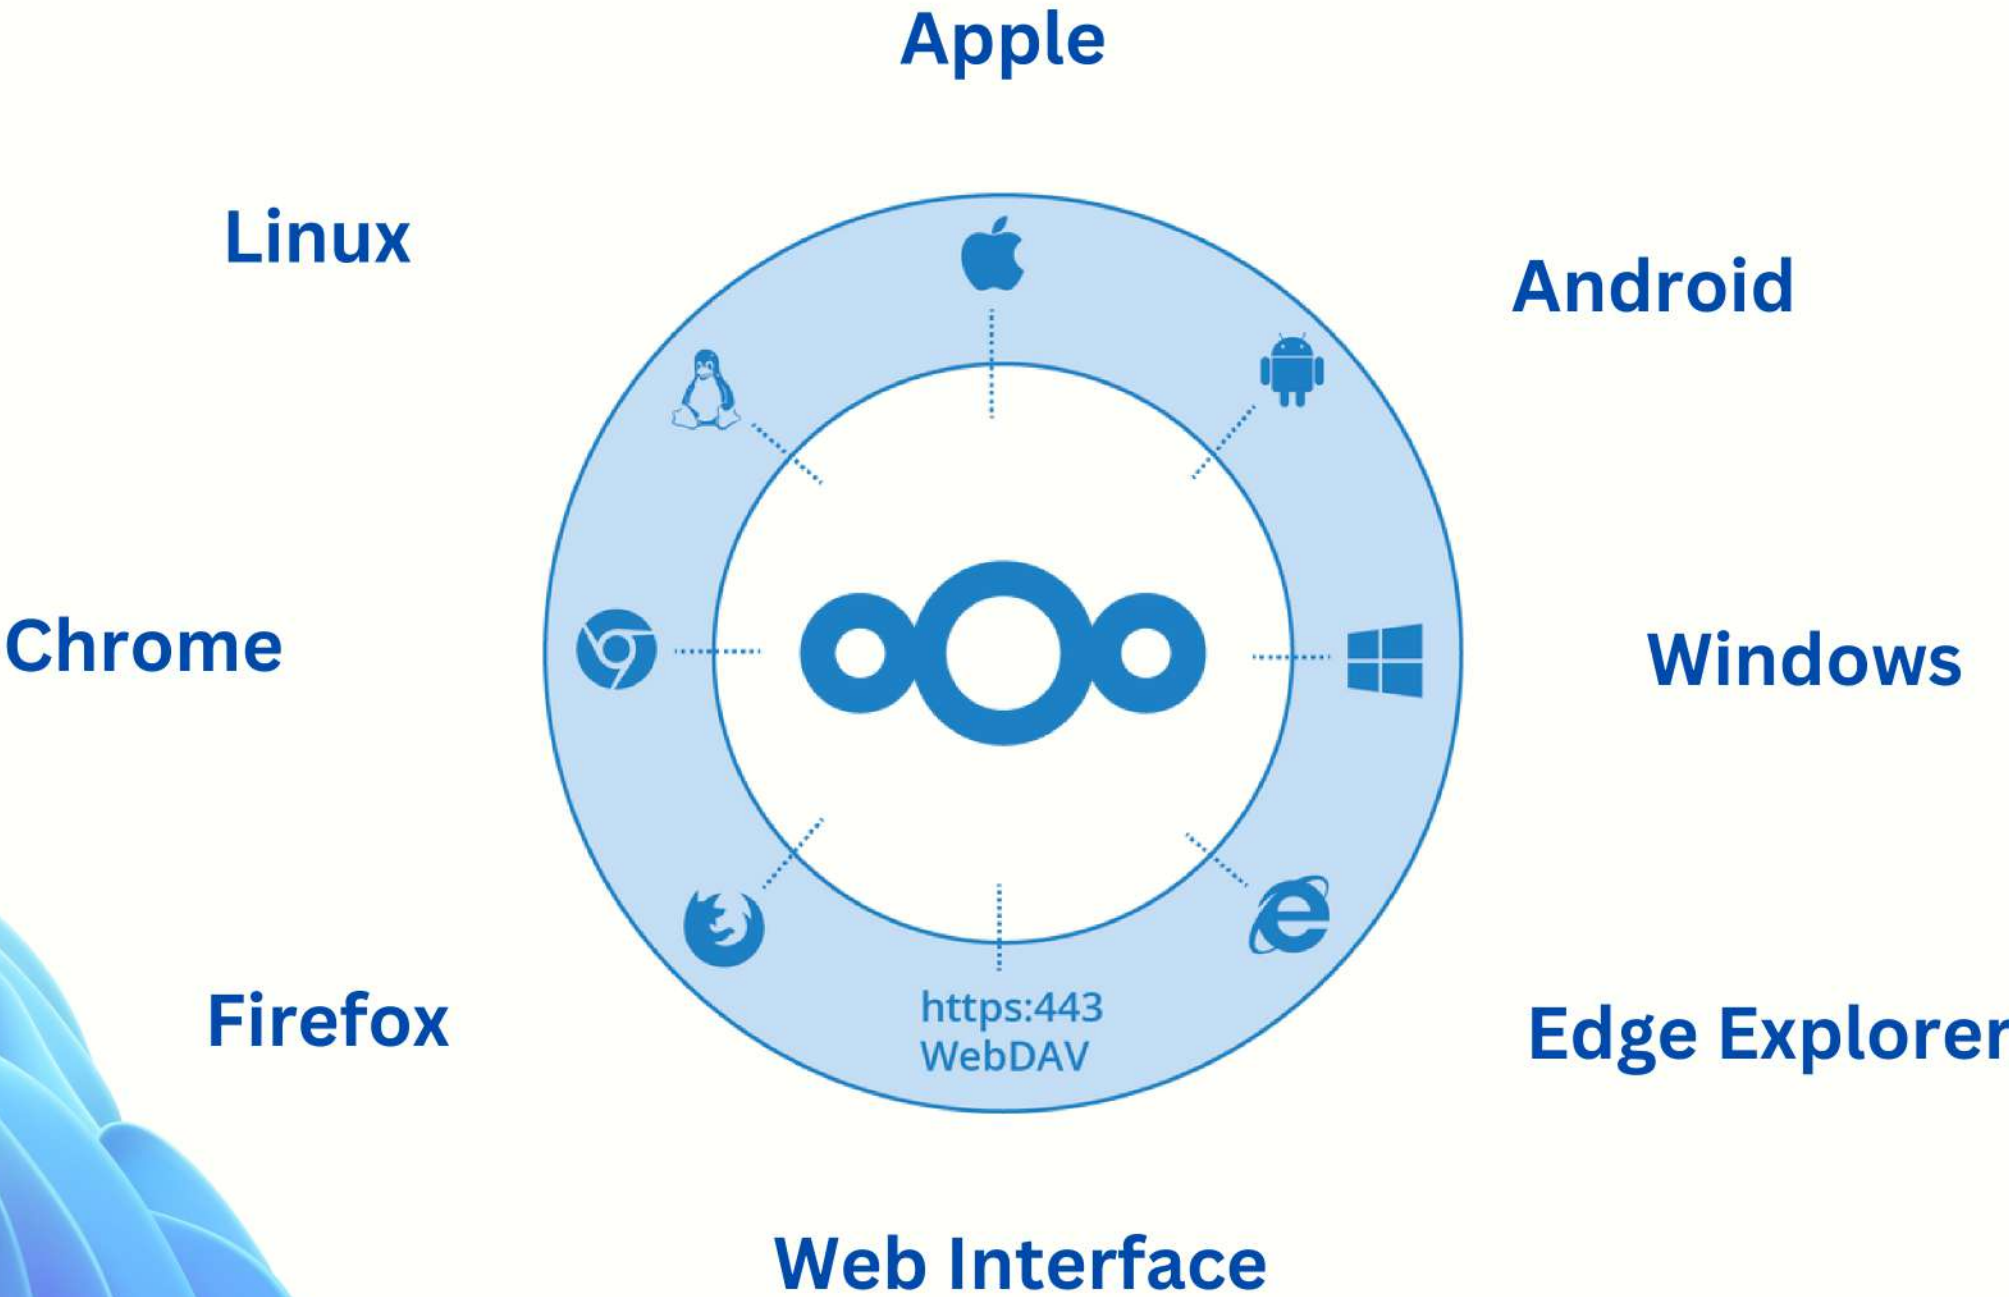 Apple
Linux
Android
Chrome
Windows
Firefox
https:443
WebDAV
Edge Explorer
Web Interface